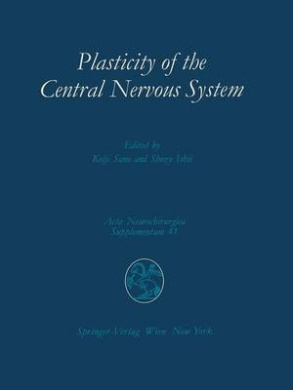 Plasticity of the
Central Nervous System
Edited by
Keiji Sano and Shozo Ishii
Acta Neurochirurgica
Supplementum 41
Springer-Verlag Wien New York